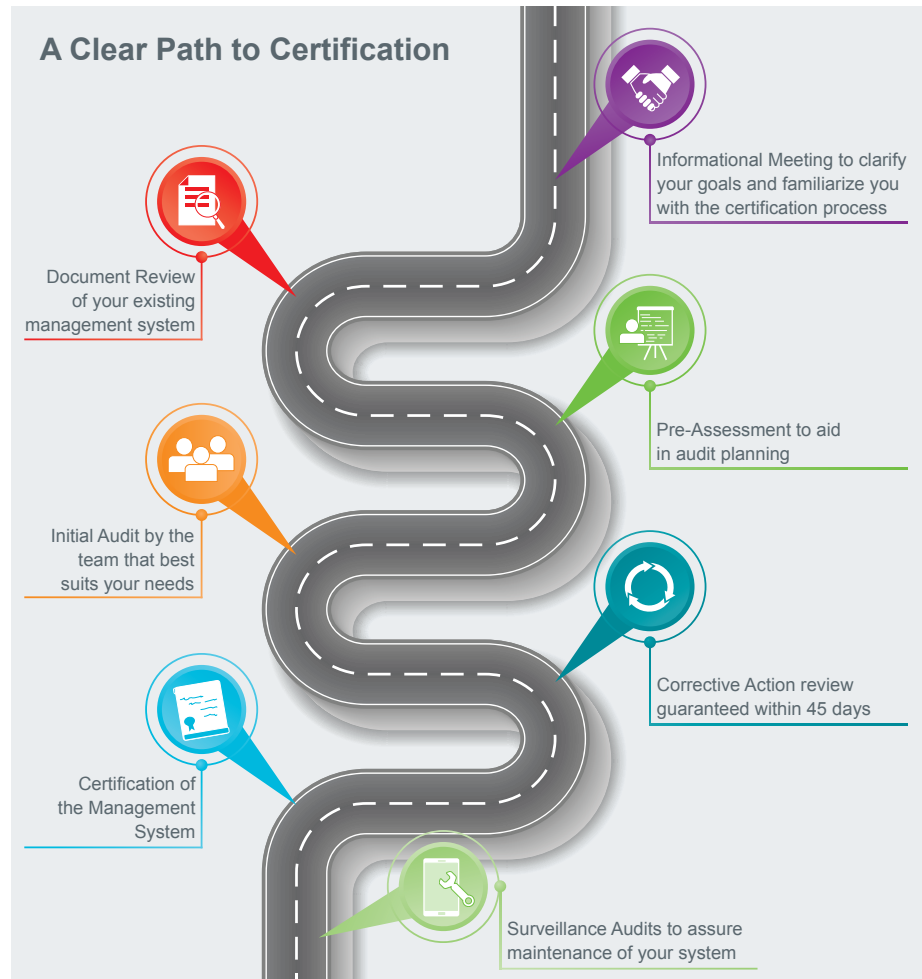 A Clear Path to Certification
Informational Meeting to clarify
your goals and familiarize you
with the certification process
Document Review
of your existing
management system
Pre-Assessment to aid
in audit planning
Initial Audit by the
team that best
suits your needs
Corrective Action review
guaranteed within 45 days
Certification of
the Management
System
Surveillance Audits to assure
maintenance of your system